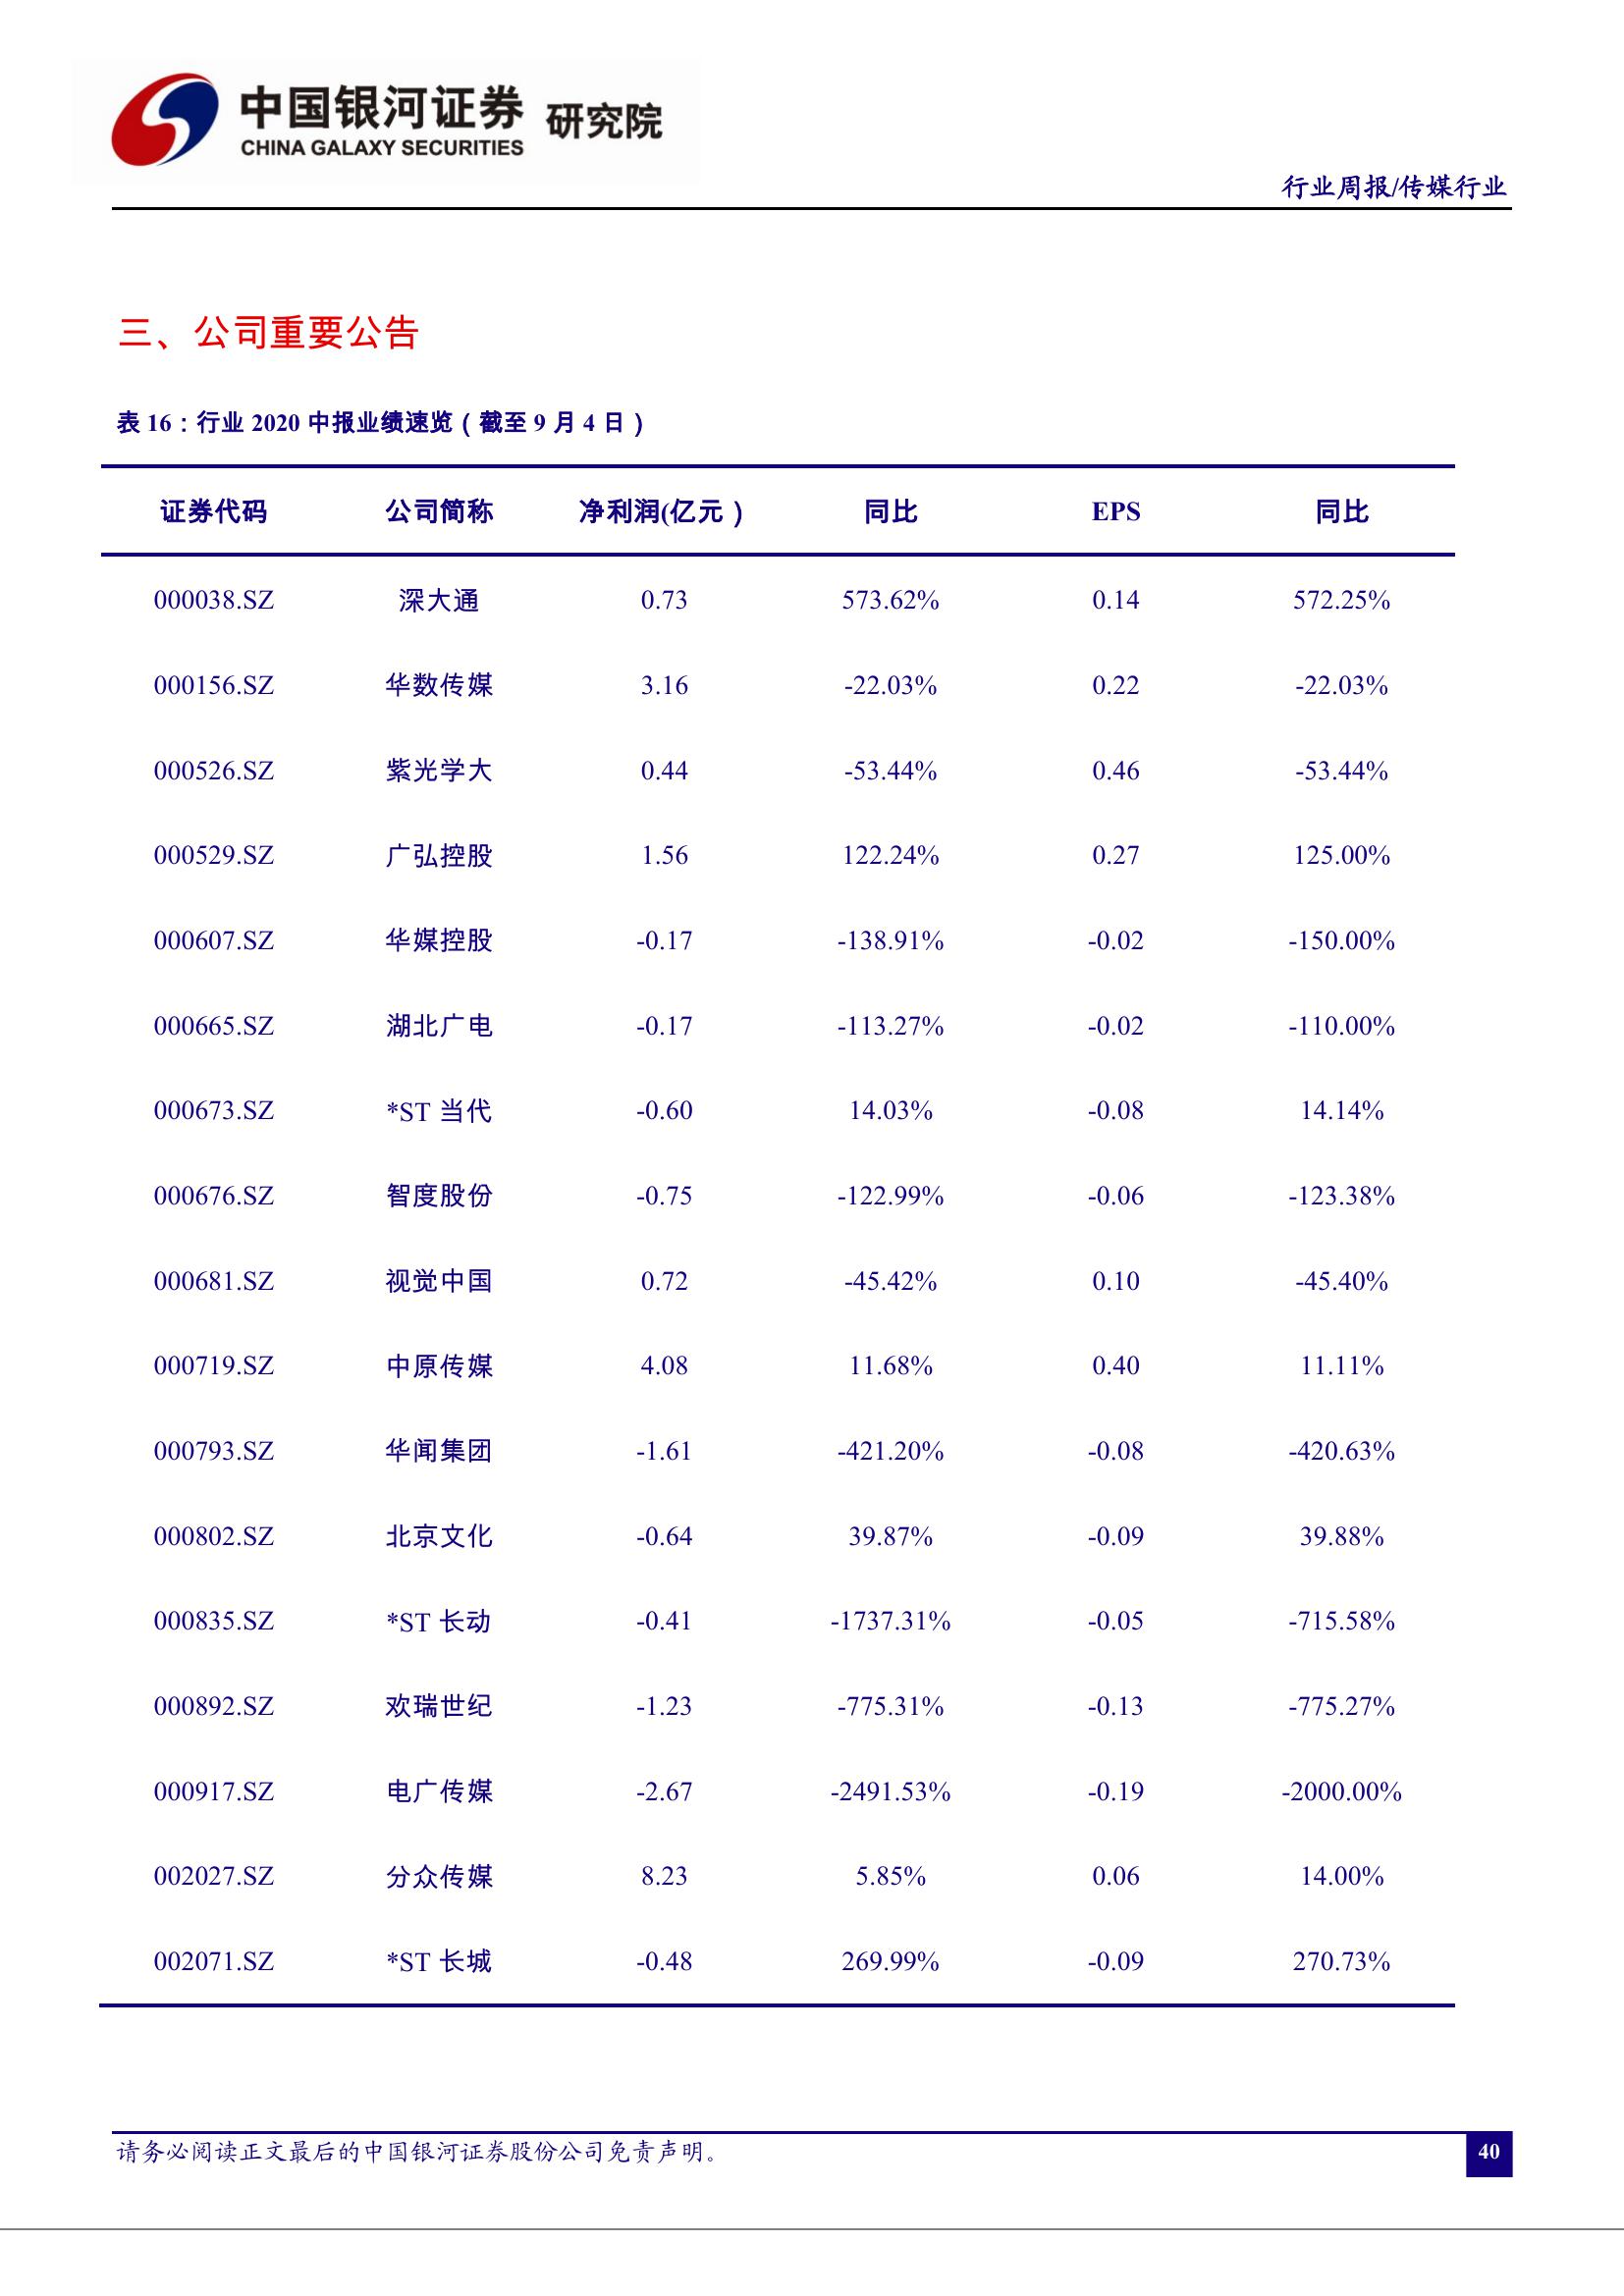 中国银河证券 研究院
CHINA GALAXY SECURITIES
行业周报/传媒行业
三、公司重要公告
表 16：行业 2020 中报业绩速览（截至 9 月 4 日）
证券代码 公司简称 净利润(亿元） 同比 EPS 同比
000038.SZ 深大通 0.73 573.62% 0.14 572.25%
000156.SZ 华数传媒 3.16 -22.03% 0.22 -22.03%
000526.SZ 紫光学大 0.44 -53.44% 0.46 -53.44%
000529.SZ 广弘控股 1.56 122.24% 0.27 125.00%
000607.SZ 华媒控股 -0.17 -138.91% -0.02 -150.00%
000665.SZ 湖北广电 -0.17 -113.27% -0.02 -110.00%
000673.SZ *ST 当代 -0.60 14.03% -0.08 14.14%
000676.SZ 智度股份 -0.75 -122.99% -0.06 -123.38%
000681.SZ 视觉中国 0.72 -45.42% 0.10 -45.40%
000719.SZ 中原传媒 4.08 11.68% 0.40 11.11%
000793.SZ 华闻集团 -1.61 -421.20% -0.08 -420.63%
000802.SZ 北京文化 -0.64 39.87% -0.09 39.88%
000835.SZ *ST 长动 -0.41 -1737.31% -0.05 -715.58%
000892.SZ 欢瑞世纪 -1.23 -775.31% -0.13 -775.27%
000917.SZ 电广传媒 -2.67 -2491.53% -0.19 -2000.00%
002027.SZ 分众传媒 8.23 5.85% 0.06 14.00%
002071.SZ *ST 长城 -0.48 269.99% -0.09 270.73%
请务必阅读正文最后的中国银河证券股份公司免责声明。
40